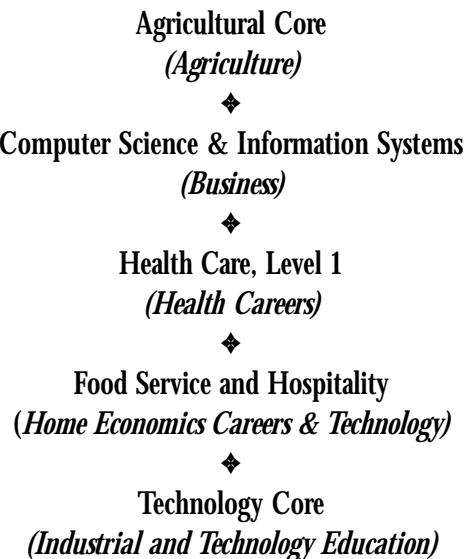 Agricultural Core
(Agriculture)
❖
Computer Science & Information Systems
(Business)
❖
Health Care, Level 1
(Health Careers)
❖
Food Service and Hospitality
(Home Economics Careers & Technology)
❖
Technology Core
(Industrial and Technology Education)